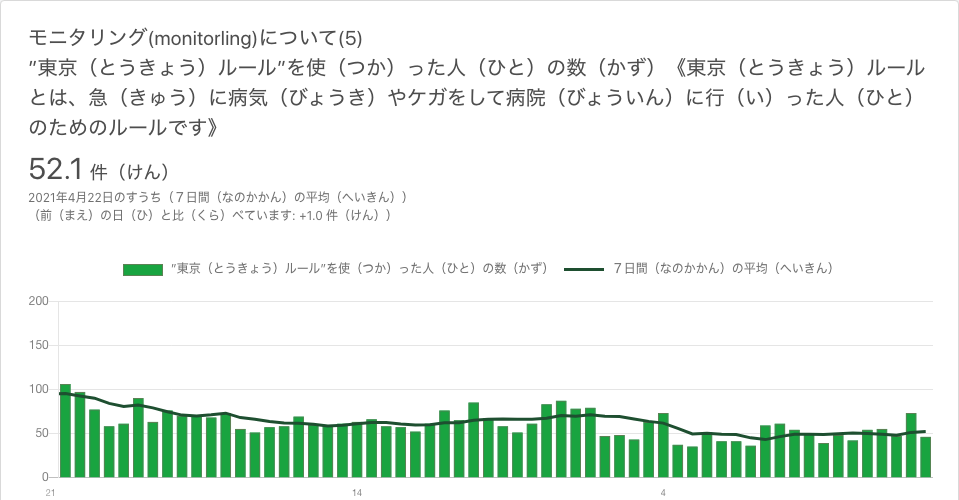 モニタリング(monitorling)について(5)
”東京（とうきょう）ルール”を使（つか）った人（ひと）の数（かず）《東京（とうきょう）ルール
とは、急（きゅう）に病気（びょうき）やケガをして病院（びょういん）に行（い）った人（ひと）
のためのルールです》
52.1 件（けん）
2021年4月22日のすうち（７日間（なのかかん）の平均（へいきん））
（前（まえ）の日（ひ）と比（くら）べています: +1.0 件（けん））
”東京（とうきょう）ルール”を使（つか）った人（ひと）の数（かず） ７日間（なのかかん）の平均（へいきん）
200
150
100
50
0
21 14 4